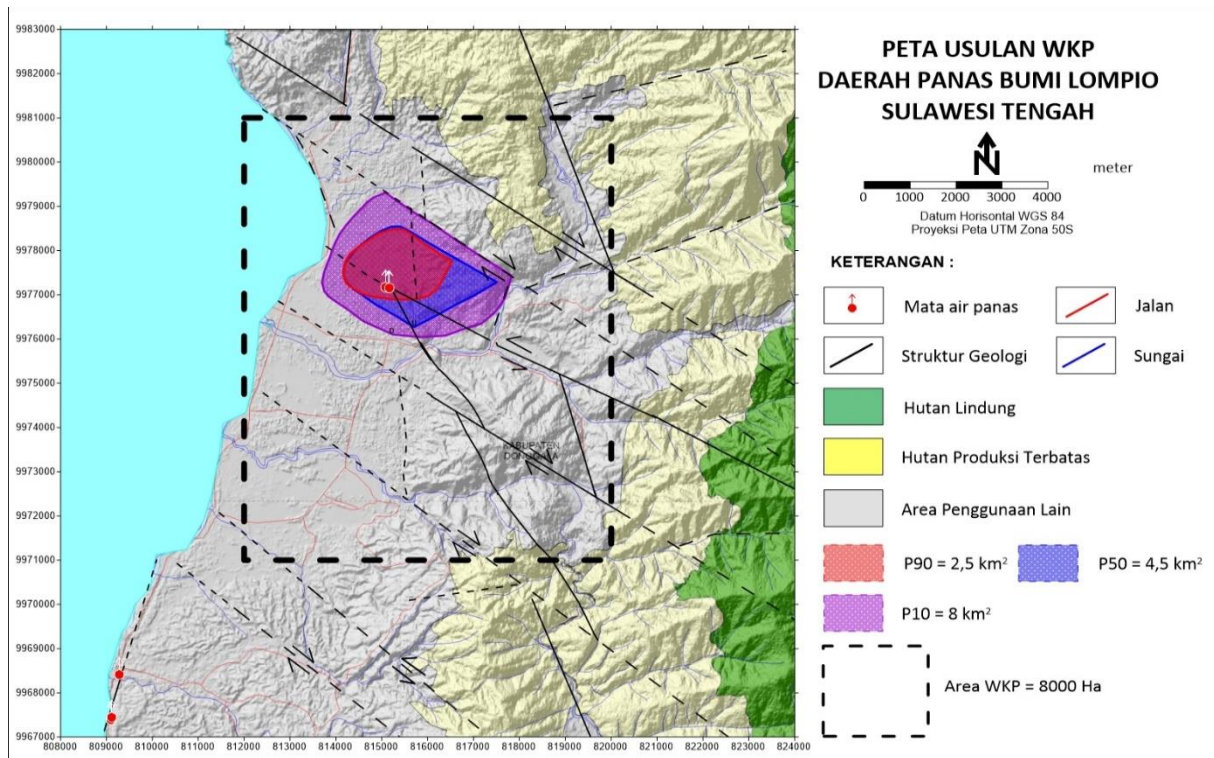 PETA USULAN WKP
DAERAH PANAS BUMI LOMPIO
SULAWESI TENGAH
N
meter
0 1000 2000 3000 4000
Datum Horisontal WGS 84
Proyeksi Peta UTM Zona 50S
KETERANGAN :
Mata air panas
Jalan
Struktur Geologi
Sungai
Hutan Lindung
Hutan Produksi Terbatas
Area Penggunaan Lain
P90 = 2,5 km²
P50 = 4,5 km²
P10 = 8 km²
Area WKP = 8000 Ha
9983000
9982000
9981000
9980000
9979000
9978000
9977000
9976000
9975000
9974000
9973000
9972000
9971000
9970000
9969000
9968000
9967000
808000 809000 810000 811000 812000 813000 814000 815000 816000 817000 818000 819000 820000 821000 822000 823000 824000
KABUPATEN